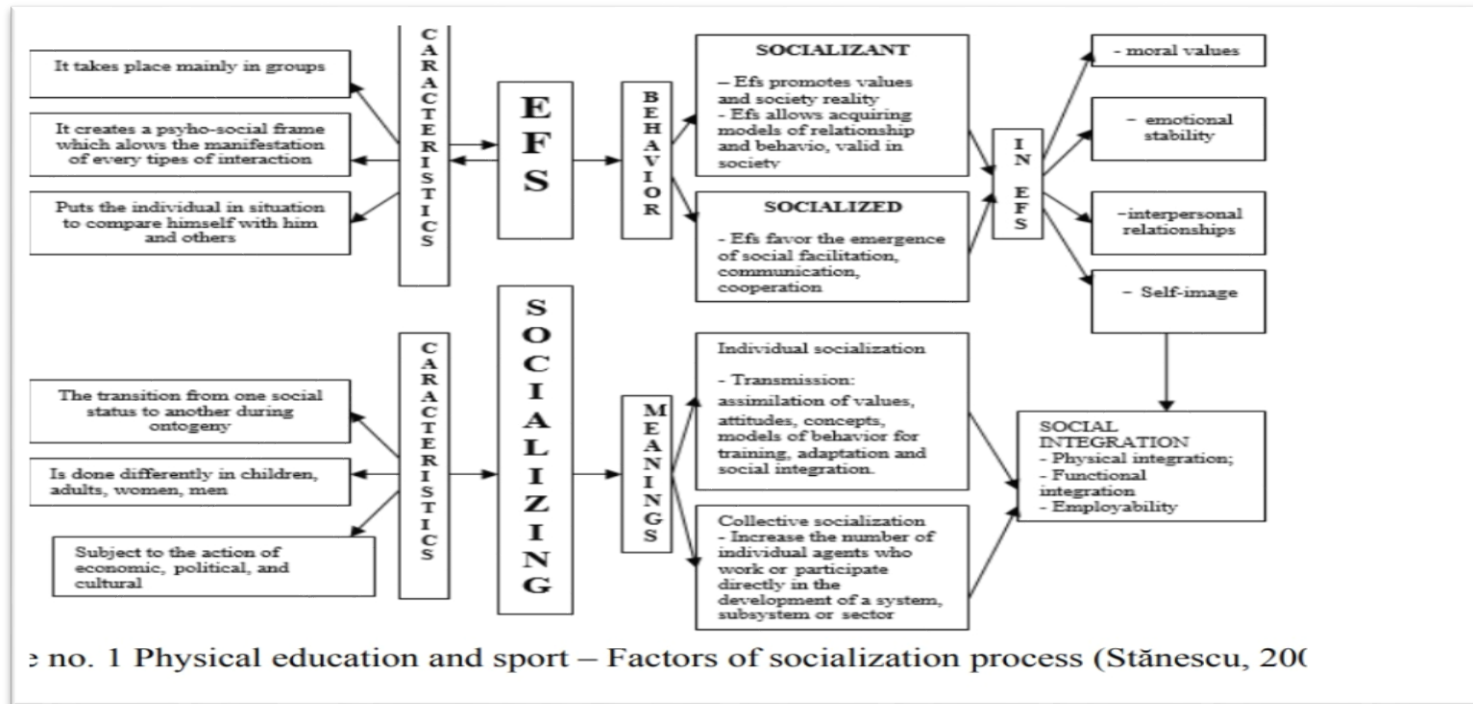 CARACTERISTICS
It takes place mainly in groups
It creates a psyho-social frame
which alows the manifestation
of every tipes of interaction
Puts the individual in situation
to compare himself with him
and others
EFS
BEHAVIOR
SOCIALIZANT
– Efs promotes values
and society reality
- Efs allows acquiring
models of relationship
and behavio, valid in
society
SOCIALIZED
- Efs favor the emergence
of social facilitation,
communication,
cooperation
IN EFS
- moral values
– emotional
stability
–interpersonal
relationships
– Self-image
CARACTERISTICS
The transition from one social
status to another during
ontogeny
Is done differently in children,
adults, women, men
Subject to the action of
economic, political, and
cultural
SOCIALIZING
MEANINGS
Individual socialization
- Transmission:
assimilation of values,
attitudes, concepts,
models of behavior for
training, adaptation and
social integration.
Collective socialization
- Increase the number of
individual agents who
work or participate
directly in the
development of a system,
subsystem or sector
SOCIAL
INTEGRATION
- Physical integration;
- Functional
integration
- Employability
no. 1 Physical education and sport – Factors of socialization process (Stănescu,